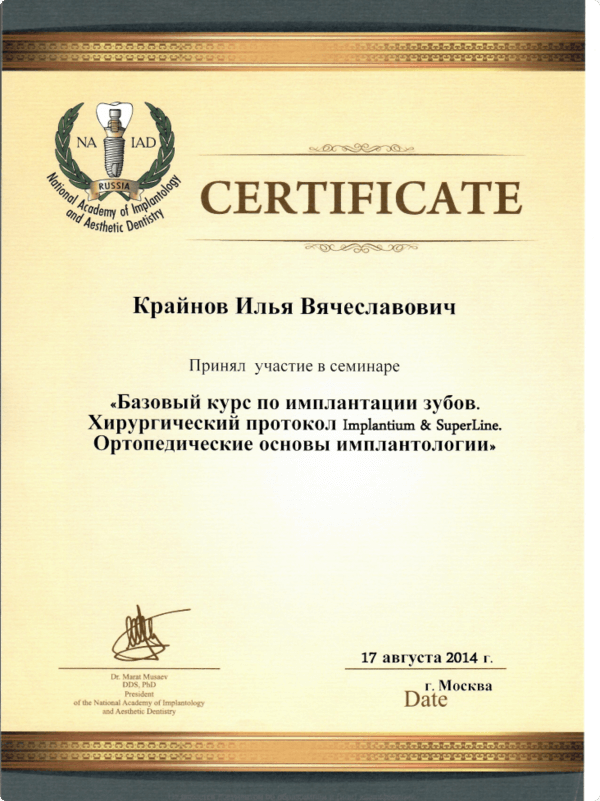 NA IAD
RUSSIA
National Academy of Implantology
and Aesthetic Dentistry
CERTIFICATE
Крайнов Илья Вячеславович
Принял участие в семинаре
«Базовый курс по имплантации зубов.
Хирургический протокол Implantium & SuperLine.
Ортопедические основы имплантологии»
Dr. Marat Musaev
DDS, PhD
President
of the National Academy of Implantology
and Aesthetic Dentistry
17 августа 2014 г.
г. Москва
Date